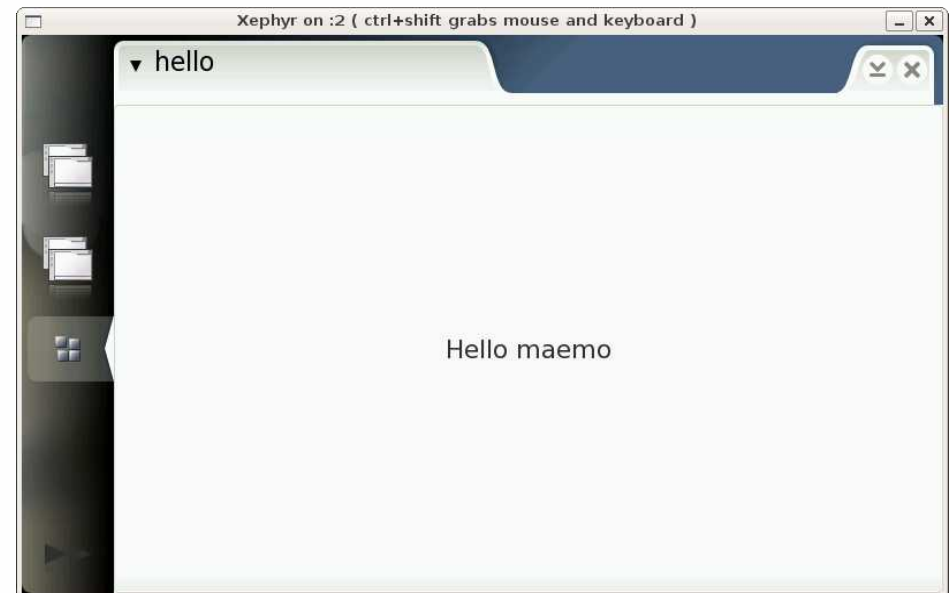 Xephyr on :2 ( ctrl+shift grabs mouse and keyboard )
hello
Hello maemo